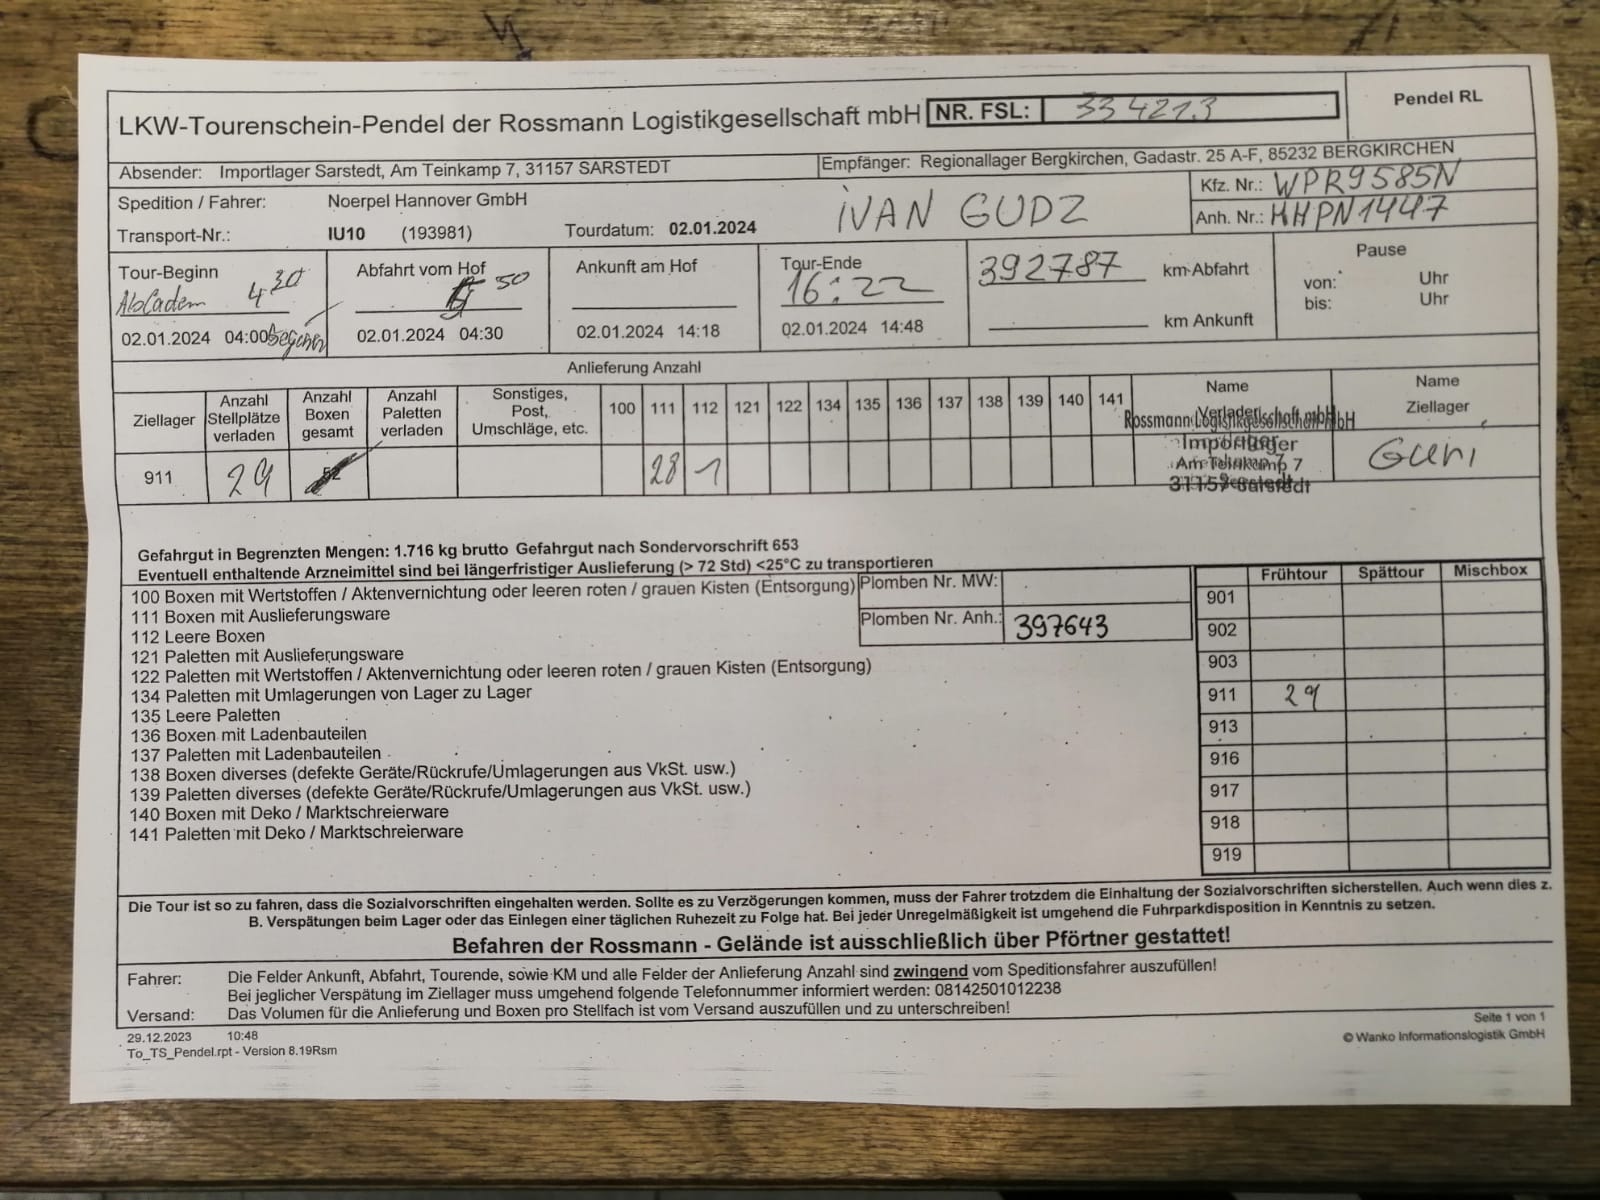 LKW-Tourenschein-Pendel der Rossmann Logistikgesellschaft mbH NR. FSL: 334213 Pendel RL
Absender: Importlager Sarstedt, Am Teinkamp 7, 31157 SARSTEDT Empfänger: Regionallager Bergkirchen, Gadastr. 25 A-F, 85232 BERGKIRCHEN
Spedition / Fahrer: Noerpel Hannover GmbH IVAN GUDZ Kfz. Nr.: WPR9585N
Transport-Nr.: IU10 (193981) Tourdatum: 02.01.2024 Anh. Nr.: HHPN1447
Tour-Beginn Abfahrt vom Hof Ankunft am Hof Tour-Ende 392787 km Abfahrt Pause
Abladem 4 30 50 16:22 von: Uhr
bis: Uhr
02.01.2024 04:00 02.01.2024 04:30 02.01.2024 14:18 02.01.2024 14:48 km Ankunft
Anlieferung Anzahl
Ziellager Anzahl Stellplätze verladen Anzahl Boxen gesamt Anzahl Paletten verladen Sonstiges, Post, Umschläge, etc. 100 111 112 121 122 134 135 136 137 138 139 140 141 Name Verlader Name Ziellager
911 29 28 1
Rossmann Logistikgesellschaft mbH
Importlager
Am Teinkamp 7
31157 Sarstedt
Gefahrgut in Begrenzten Mengen: 1.716 kg brutto Gefahrgut nach Sondervorschrift 653
Eventuell enthaltende Arzneimittel sind bei längerfristiger Auslieferung (> 72 Std) <25°C zu transportieren
100 Boxen mit Wertstoffen / Aktenvernichtung oder leeren roten / grauen Kisten (Entsorgung)
111 Boxen mit Auslieferungsware
112 Leere Boxen
121 Paletten mit Auslieferungsware
122 Paletten mit Wertstoffen / Aktenvernichtung oder leeren roten / grauen Kisten (Entsorgung)
134 Paletten mit Umlagerungen von Lager zu Lager
135 Leere Paletten
136 Boxen mit Ladenbauteilen
137 Paletten mit Ladenbauteilen
138 Boxen diverses (defekte Geräte/Rückrufe/Umlagerungen aus VkSt. usw.)
139 Paletten diverses (defekte Geräte/Rückrufe/Umlagerungen aus VkSt. usw.)
140 Boxen mit Deko / Marktschreierware
141 Paletten mit Deko / Marktschreierware
Plomben Nr. MW:
Plomben Nr. Anh.: 397643
Frühtour Spättour Mischbox
901
902
903
911 29
913
916
917
918
919
Die Tour ist so zu fahren, dass die Sozialvorschriften eingehalten werden. Sollte es zu Verzögerungen kommen, muss der Fahrer trotzdem die Einhaltung der Sozialvorschriften sicherstellen. Auch wenn dies z.
B. Verspätungen beim Lager oder das Einlegen einer täglichen Ruhezeit zu Folge hat. Bei jeder Unregelmäßigkeit ist umgehend die Fuhrparkdisposition in Kenntnis zu setzen.
Befahren der Rossmann - Gelände ist ausschließlich über Pförtner gestattet!
Fahrer: Die Felder Ankunft, Abfahrt, Tourende, sowie KM und alle Felder der Anlieferung Anzahl sind zwingend vom Speditionsfahrer auszufüllen!
Bei jeglicher Verspätung im Ziellager muss umgehend folgende Telefonnummer informiert werden: 08142501012238
Versand: Das Volumen für die Anlieferung und Boxen pro Stellfach ist vom Versand auszufüllen und zu unterschreiben!
29.12.2023 10:48 Seite 1 von 1
To_TS_Pendel.rpt - Version 8.19Rsm © Wanko Informationslogistik GmbH